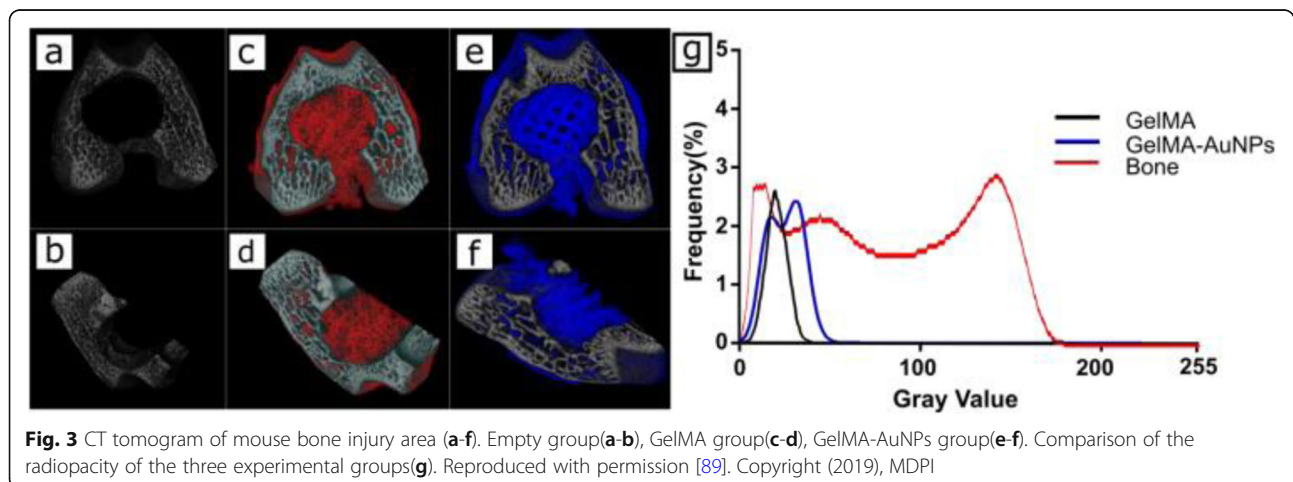 a
c
e
b
d
f
g
5
4
3
2
1
0
Frequency(%)
GelMA
GelMA-AuNPs
Bone
0
100
200
255
Gray Value
Fig. 3 CT tomogram of mouse bone injury area (a-f). Empty group(a-b), GelMA group(c-d), GelMA-AuNPs group(e-f). Comparison of the
radiopacity of the three experimental groups(g). Reproduced with permission [89]. Copyright (2019), MDPI